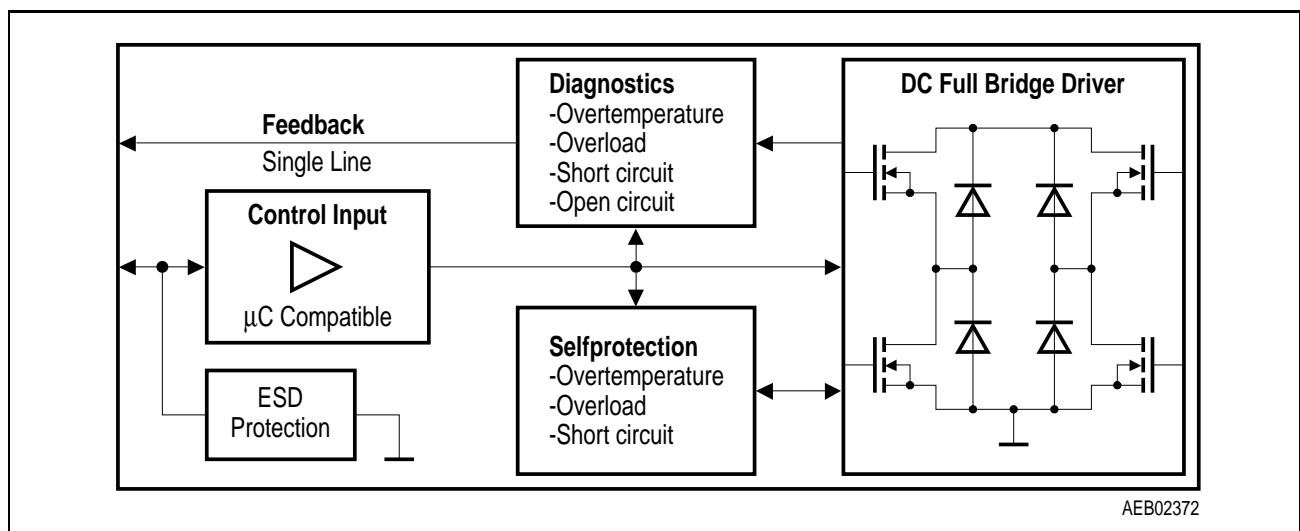 Diagnostics
-Overtemperature
-Overload
-Short circuit
-Open circuit
DC Full Bridge Driver
Feedback
Single Line
Control Input
µC Compatible
Selfprotection
-Overtemperature
-Overload
-Short circuit
ESD
Protection
AEB02372